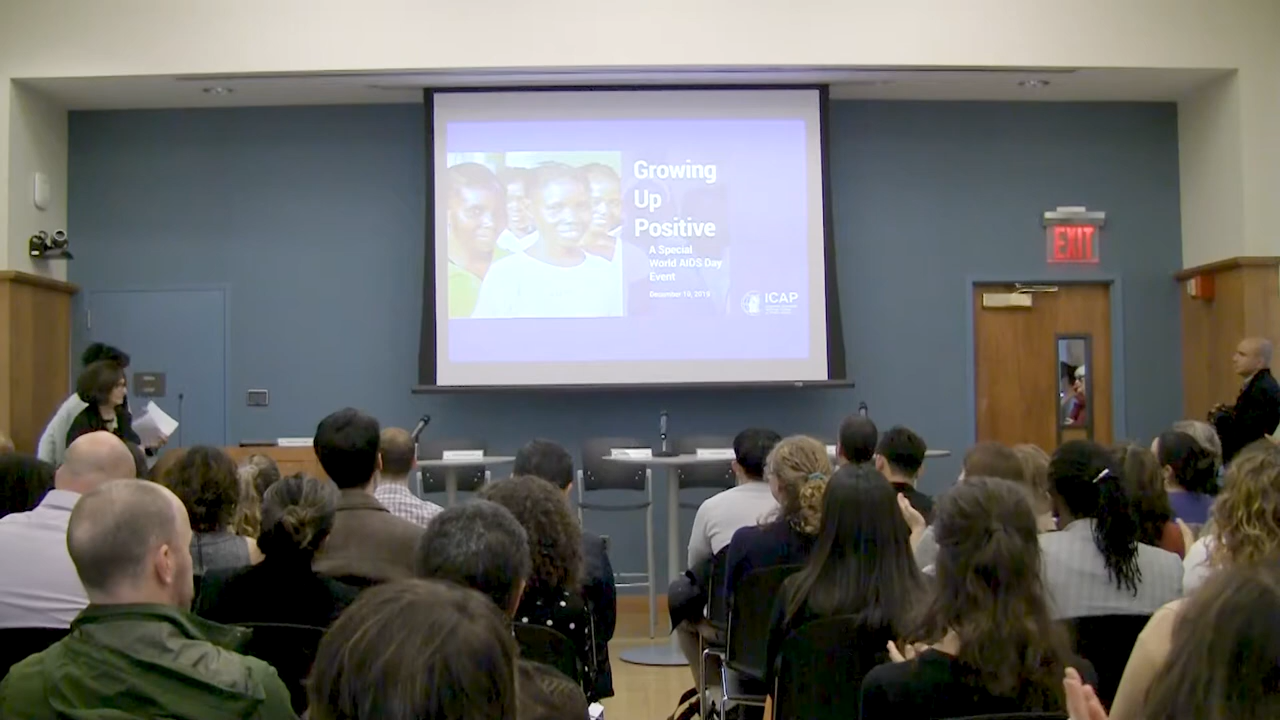 Growing
Up
Positive
A Special
World AIDS Day
Event
ICAP
EXIT